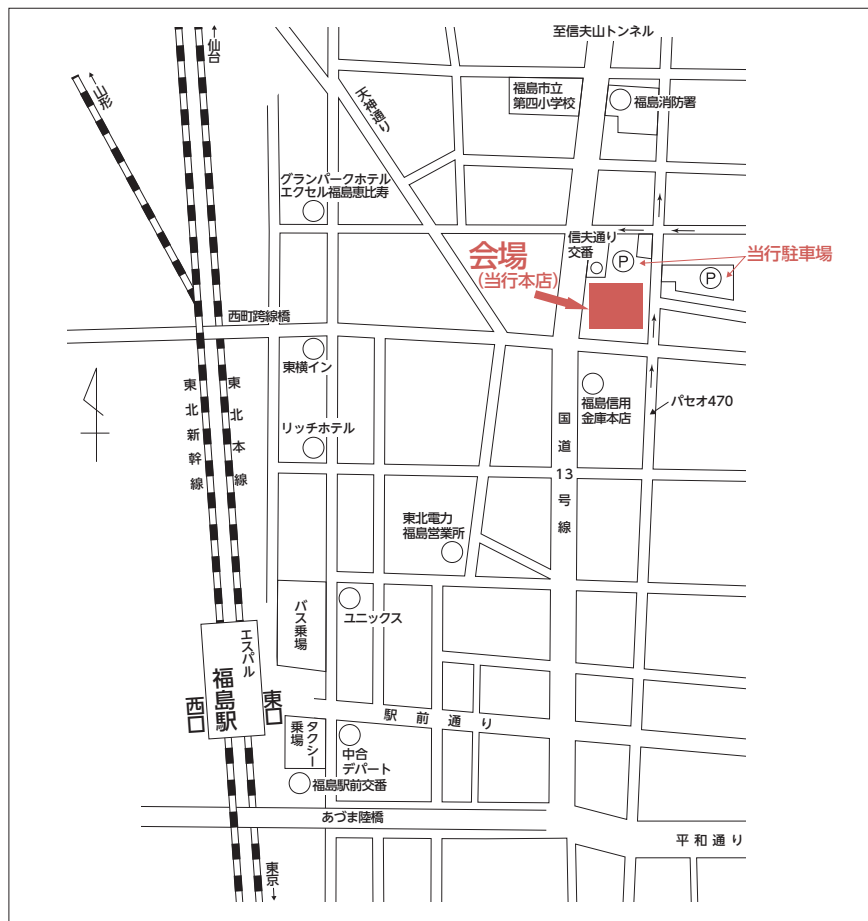 至信夫山トンネル
↑仙台
←山形
天神通り
福島市立
第四小学校
福島消防署
グランパークホテル
エクセル福島恵比寿
信夫通り
交番
P
P
当行駐車場
会場
(当行本店)
西町跨線橋
東横イン
東北新幹線
東北本線
福島信用
金庫本店
パセオ470
リッチホテル
国道13号線
東北電力
福島営業所
バス乗場
ユニックス
エスパル
福島駅
西口
東口
駅前通り
タクシー
乗場
中合
デパート
福島駅前交番
あづま陸橋
平和通り
東京→